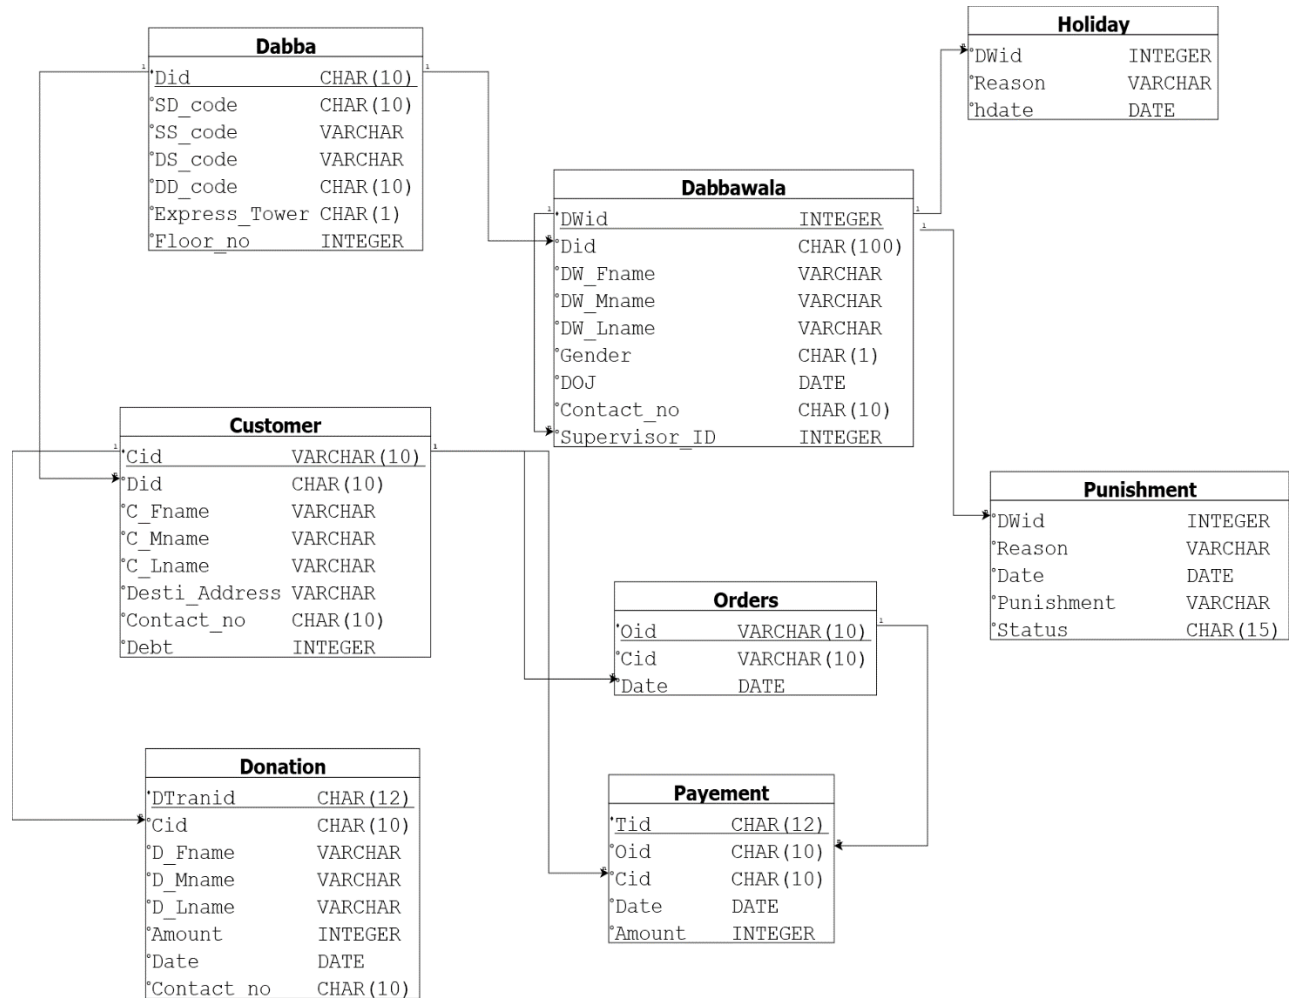 Dabba
Did CHAR(10)
SD_code CHAR(10)
SS_code VARCHAR
DS_code VARCHAR
DD_code CHAR(10)
Express_Tower CHAR(1)
Floor_no INTEGER
Holiday
DWid INTEGER
Reason VARCHAR
hdate DATE
Dabbawala
DWid INTEGER
Did CHAR(100)
DW_Fname VARCHAR
DW_Mname VARCHAR
DW_Lname VARCHAR
Gender CHAR(1)
DOJ DATE
Contact_no CHAR(10)
Supervisor_ID INTEGER
Customer
Cid VARCHAR(10)
Did CHAR(10)
C_Fname VARCHAR
C_Mname VARCHAR
C_Lname VARCHAR
Desti_Address VARCHAR
Contact_no CHAR(10)
Debt INTEGER
Punishment
DWid INTEGER
Reason VARCHAR
Date DATE
Punishment VARCHAR
Status CHAR(15)
Orders
Oid VARCHAR(10)
Cid VARCHAR(10)
Date DATE
Donation
DTranid CHAR(12)
Cid CHAR(10)
D_Fname VARCHAR
D_Mname VARCHAR
D_Lname VARCHAR
Amount INTEGER
Date DATE
Contact_no CHAR(10)
Payement
Tid CHAR(12)
Oid CHAR(10)
Cid CHAR(10)
Date DATE
Amount INTEGER